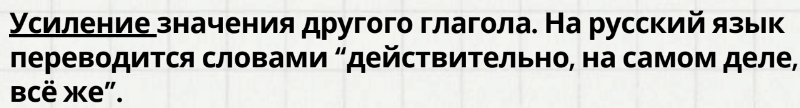 Усиление значения другого глагола. На русский язык
переводится словами “действительно, на самом деле,
всё же”.